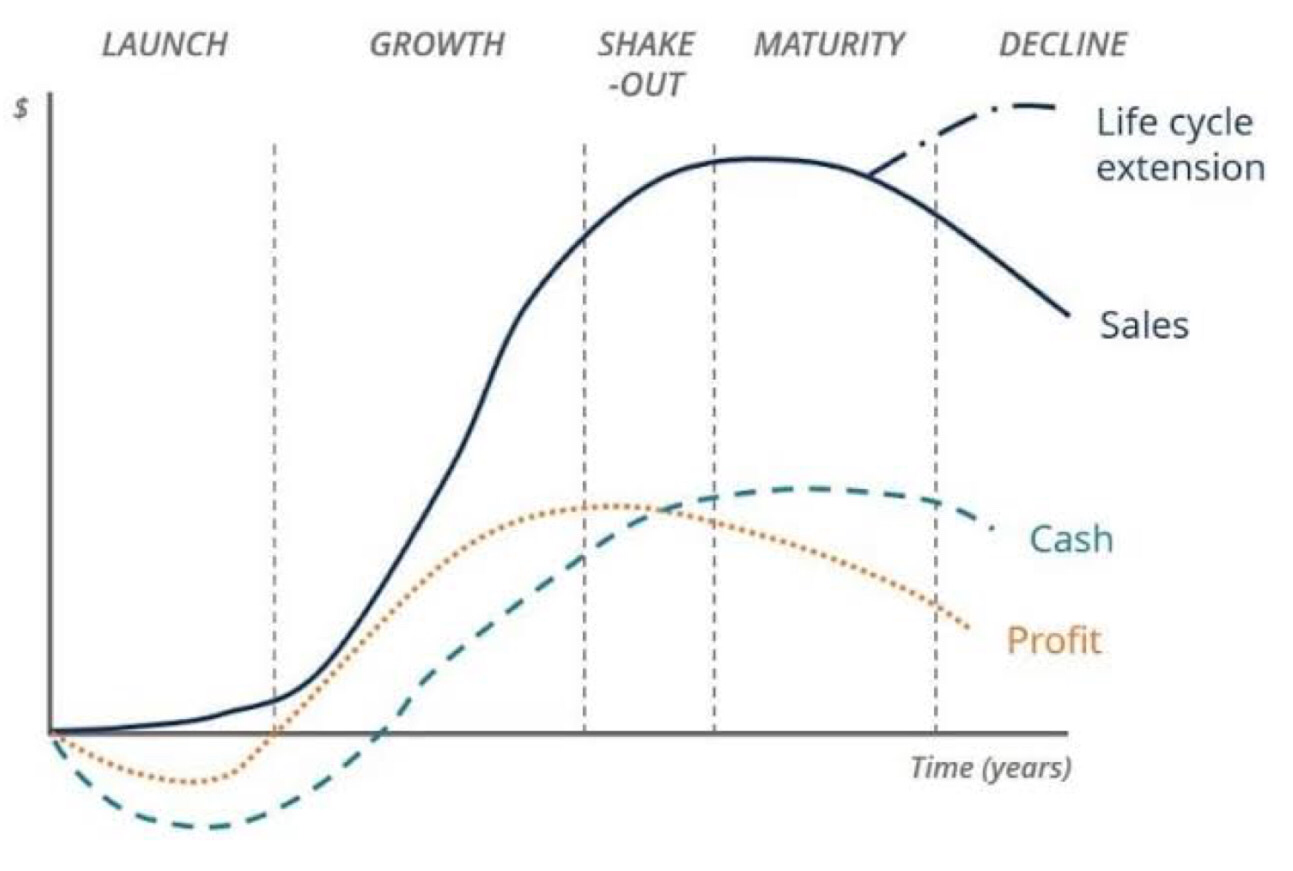 LAUNCH
GROWTH
SHAKE
-OUT
MATURITY
DECLINE
$
Life cycle
extension
Sales
Cash
Profit
Time (years)